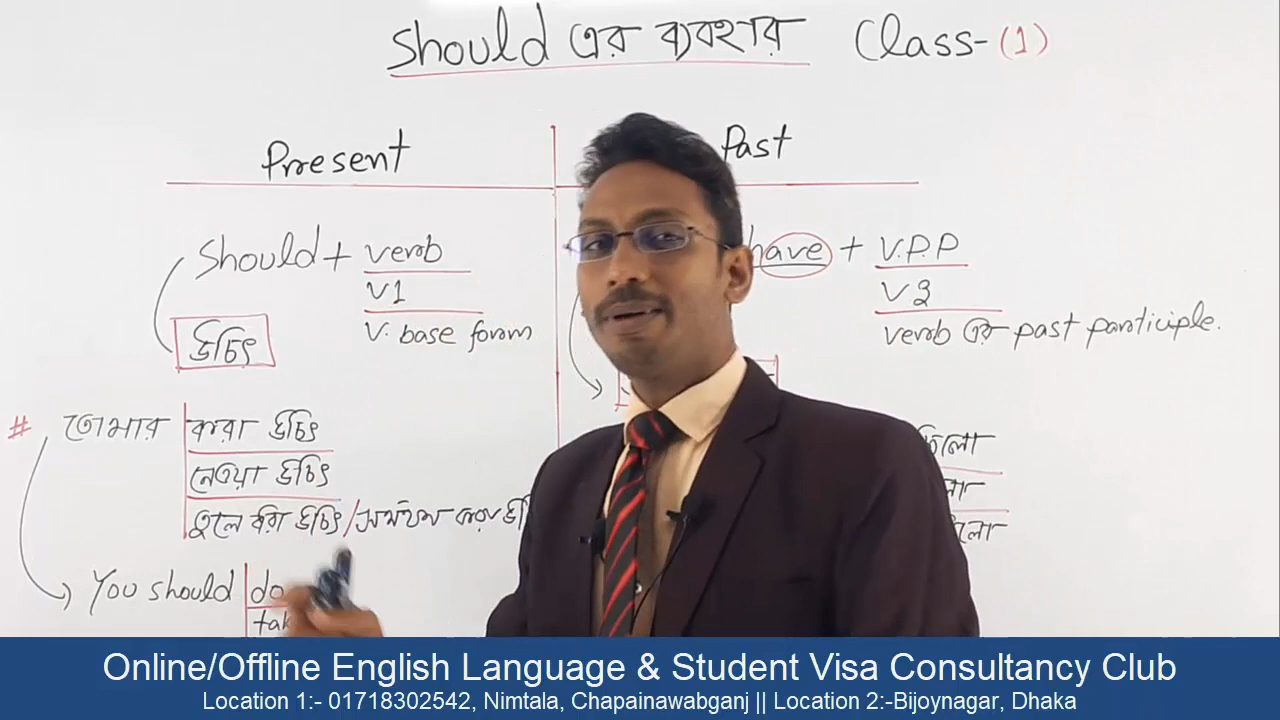 Should এর ব্যবহার Class-(1)
Present
Past
Should + verb
V1
V. base form
উচিৎ
have + V.P.P
V3
verb এর past participle.
# তোমার করা উচিৎ
নেওয়া উচিৎ
তুলে ধরা উচিৎ/সমর্থন করা
ছিলো
You should do
Online/Offline English Language & Student Visa Consultancy Club
Location 1:- 01718302542, Nimtala, Chapainawabganj || Location 2:-Bijoynagar, Dhaka